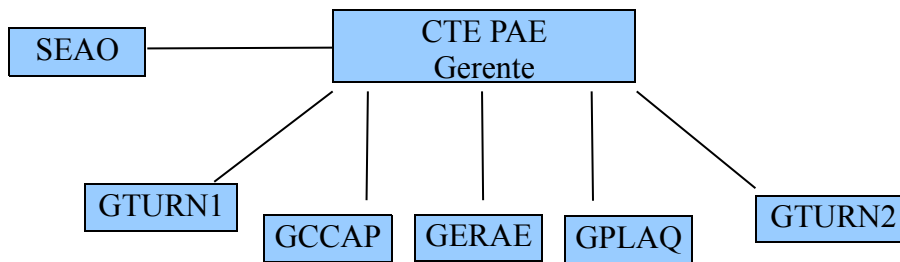 SEAO
CTE PAE
Gerente
GTURN1
GCCAP
GERAE
GPLAQ
GTURN2